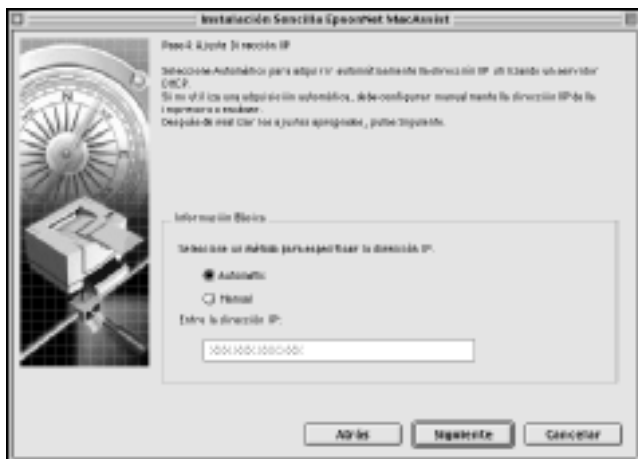 Instalación Sencilla EpsonNet MacAssist
Paso 4: Ajuste Dirección IP
Seleccione Automático para adquirir automáticamente la dirección IP utilizando un servidor
DHCP.
Si no utiliza una adquisición automática, debe configurar manualmente la dirección IP de la
impresora o escáner.
Después de realizar los ajustes apropiados, pulse Siguiente.
Información Básica
Seleccione un método para especificar la dirección IP.
Automatic
Manual
Entre la dirección IP:
Atrás
Siguiente
Cancelar